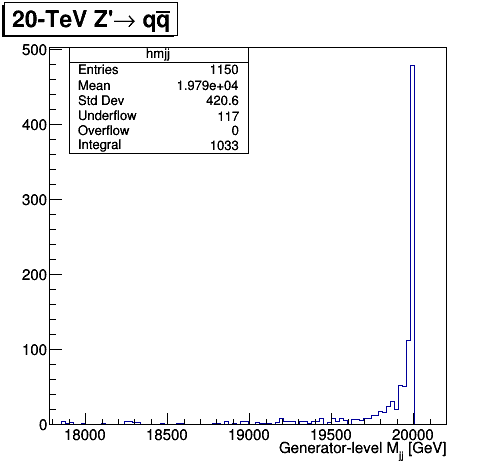 20-TeV Z'→ qq̅
hmjj
Entries 1150
Mean 1.979e+04
Std Dev 420.6
Underflow 117
Overflow 0
Integral 1033
500
400
300
200
100
0
18000 18500 19000 19500 20000
Generator-level Mjj [GeV]